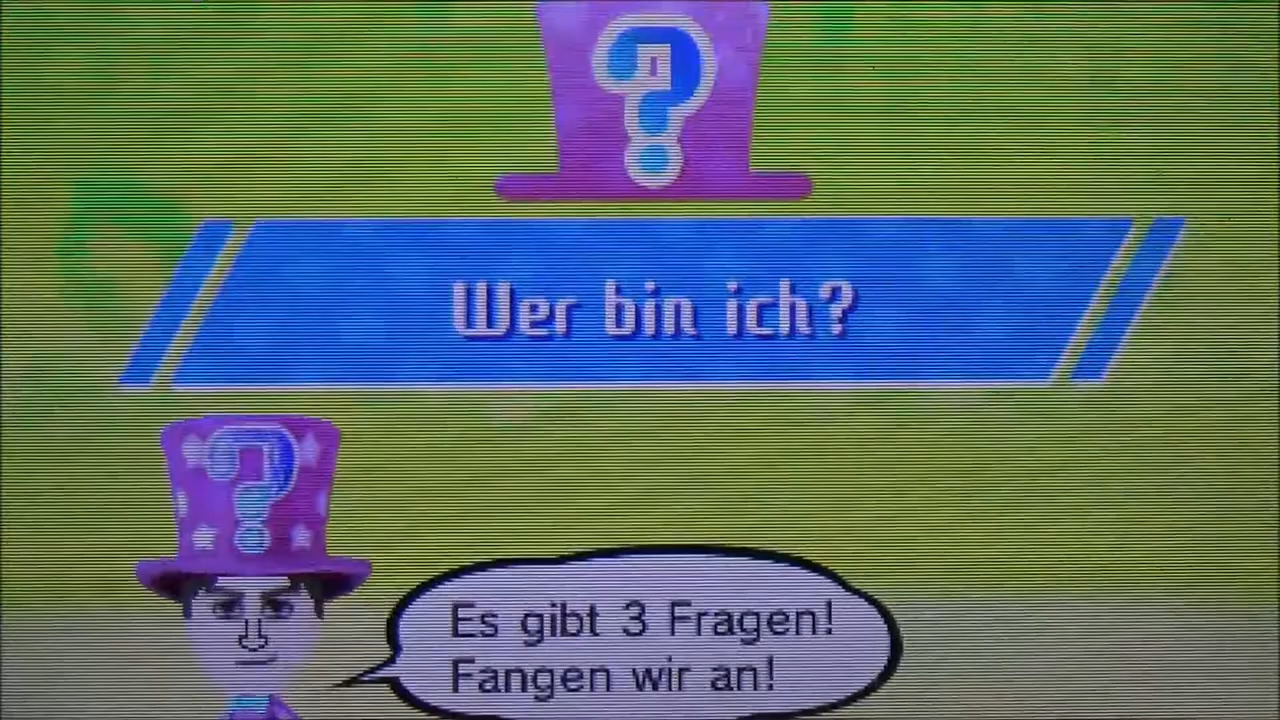 ?
Wer bin ich?
?
Es gibt 3 Fragen!
Fangen wir an!